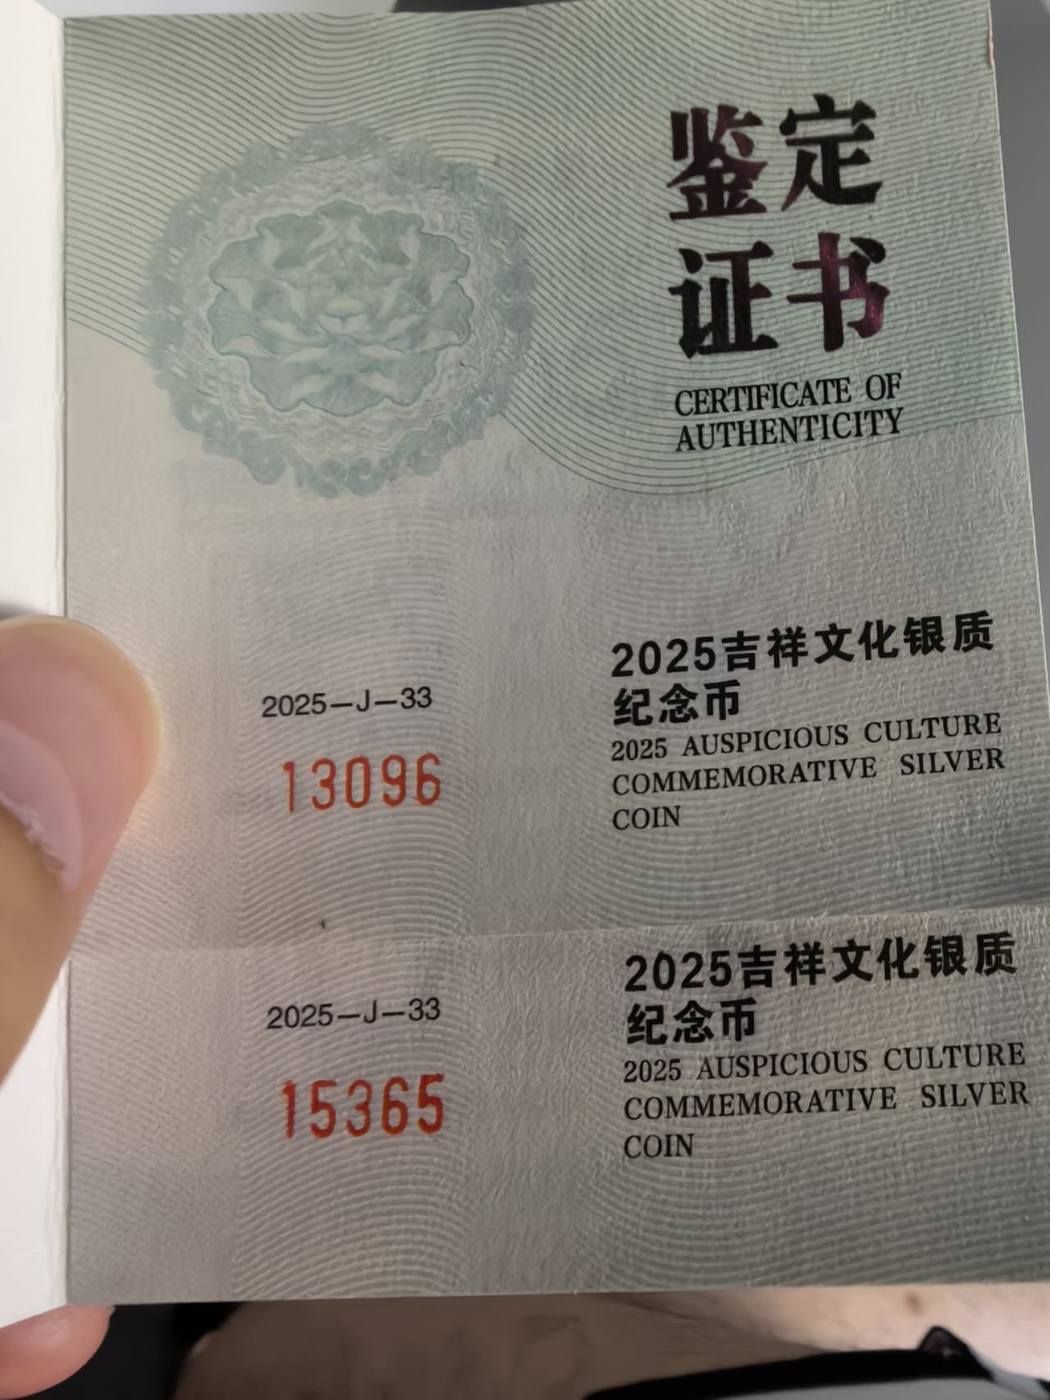 鉴定
证书
CERTIFICATE OF
AUTHENTICITY
2025吉祥文化银质
纪念币
2025 AUSPICIOUS CULTURE
COMMEMORATIVE SILVER
COIN
2025-J-33
13096
2025吉祥文化银质
纪念币
2025 AUSPICIOUS CULTURE
COMMEMORATIVE SILVER
COIN
2025-J-33
15365